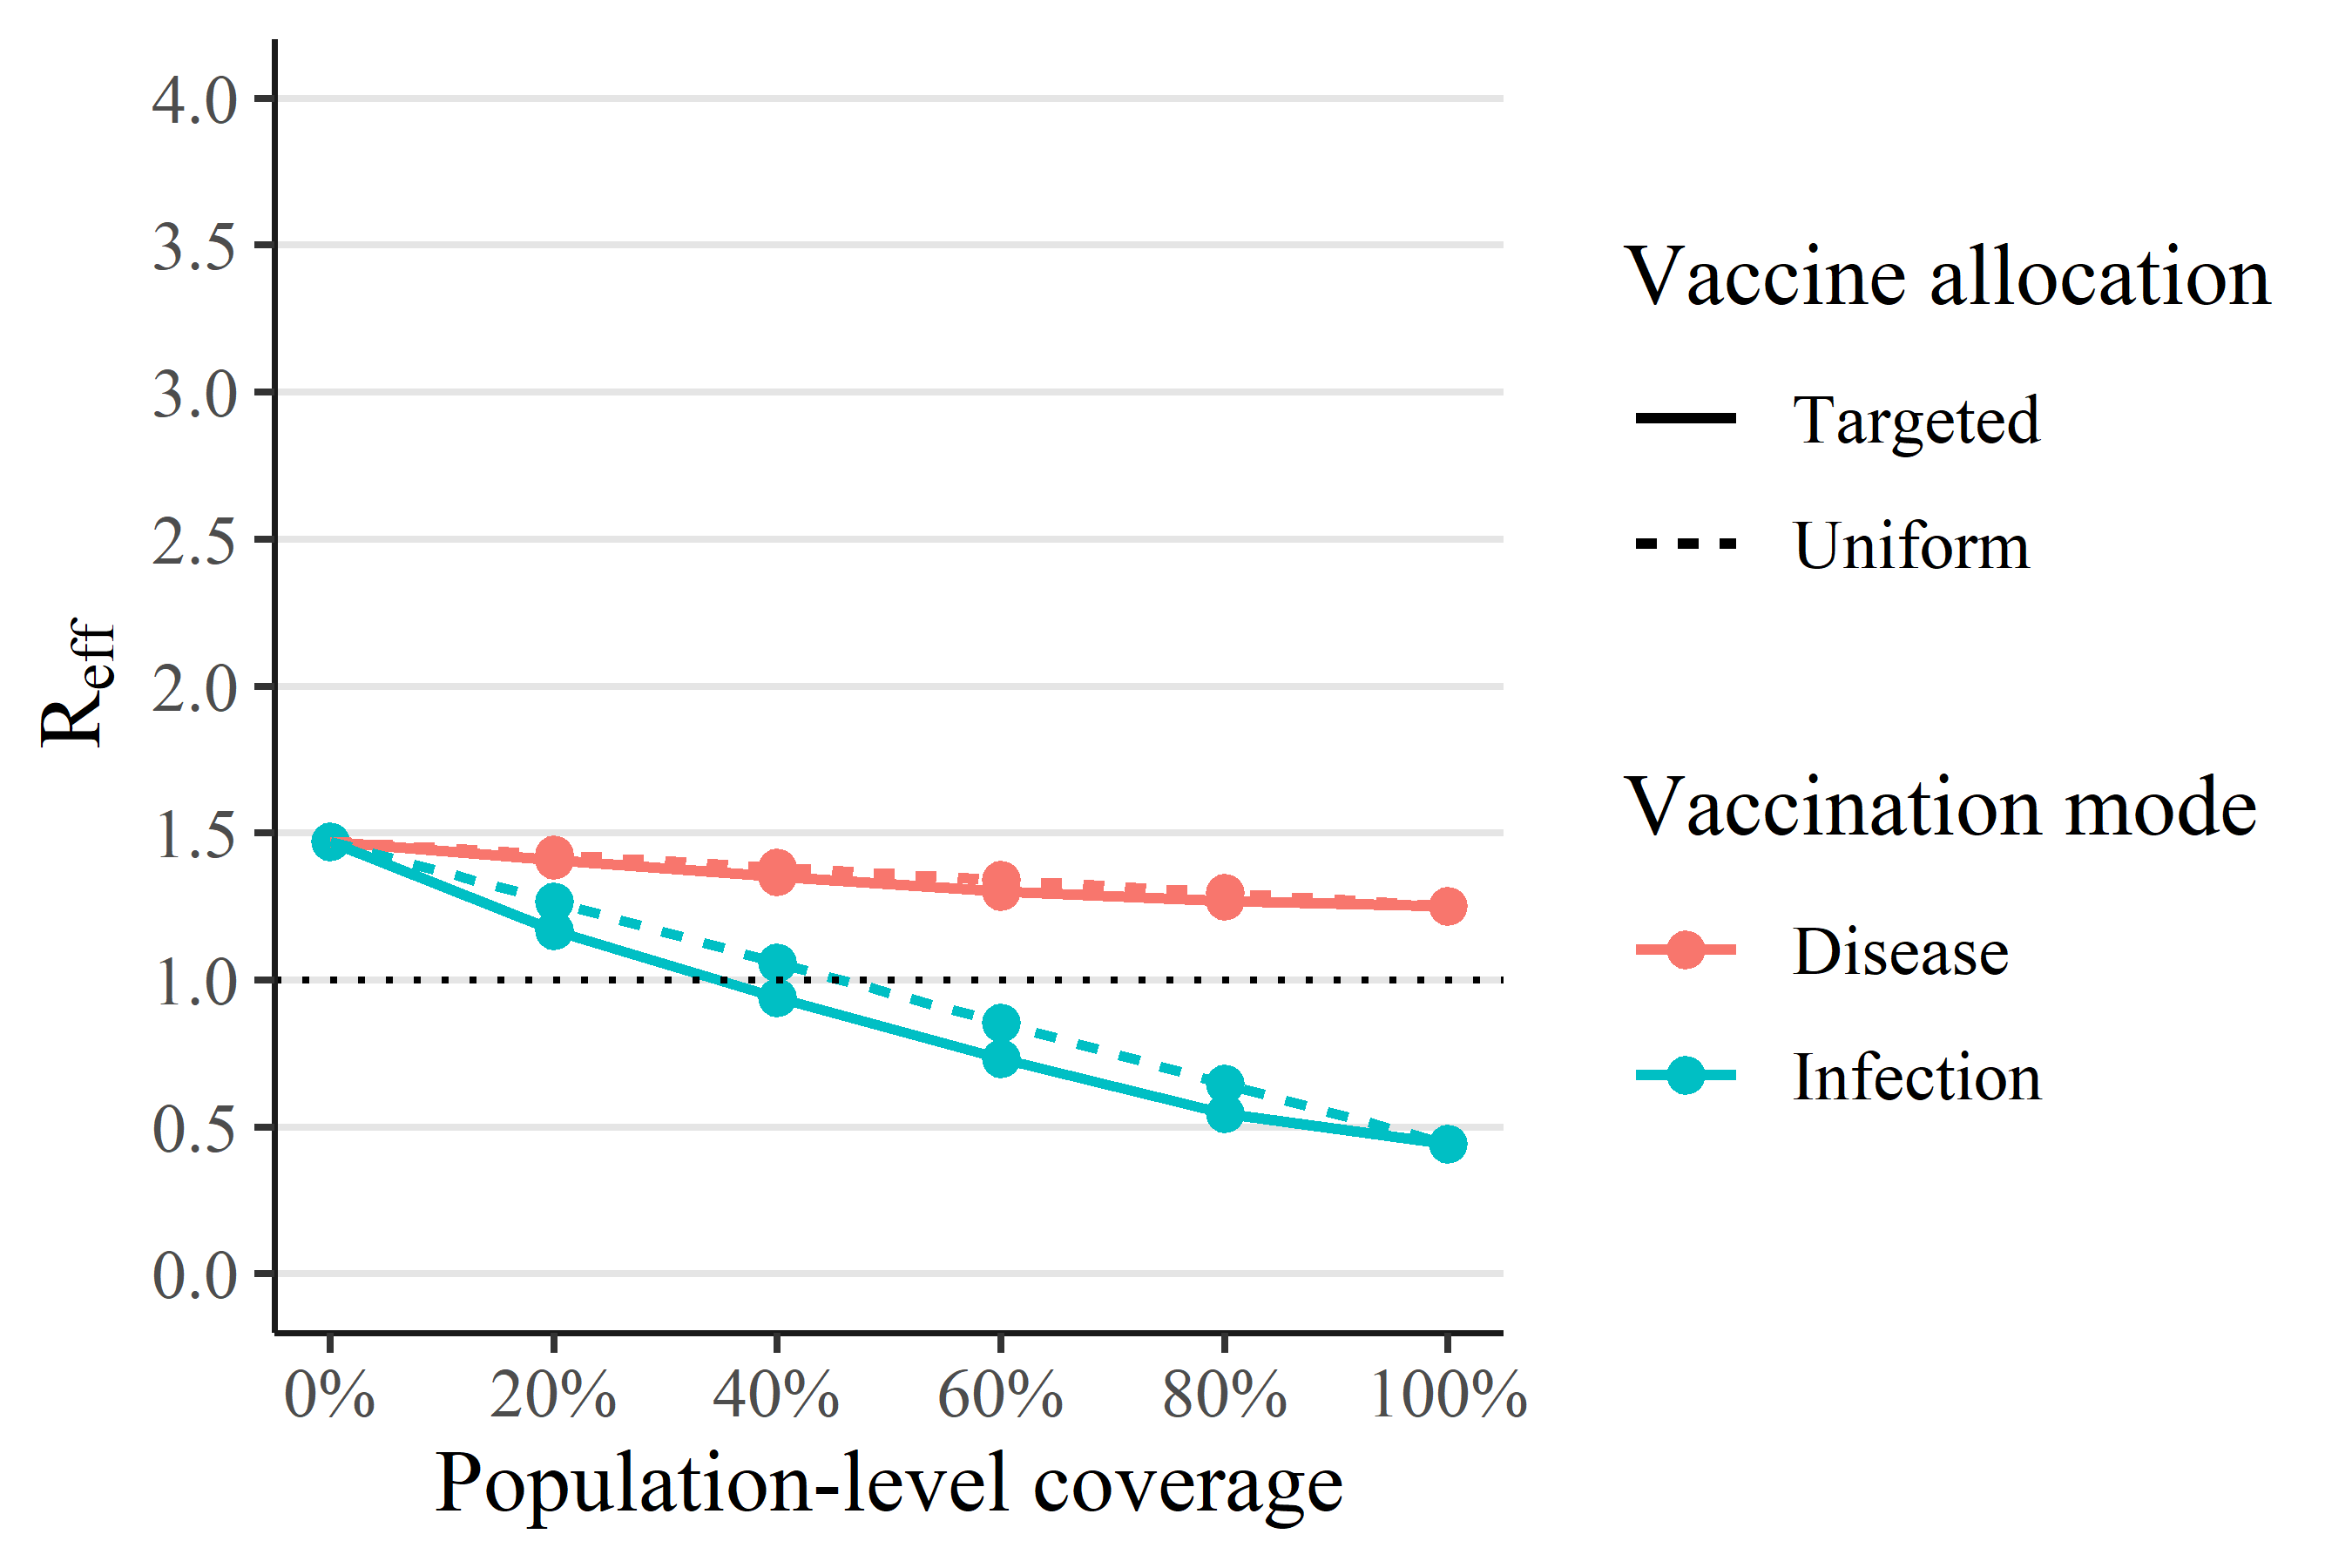 4.0
3.5
3.0
2.5
2.0
1.5
1.0
0.5
0.0
Reff
0% 20% 40% 60% 80% 100%
Population-level coverage
Vaccine allocation
Targeted
Uniform
Vaccination mode
Disease
Infection